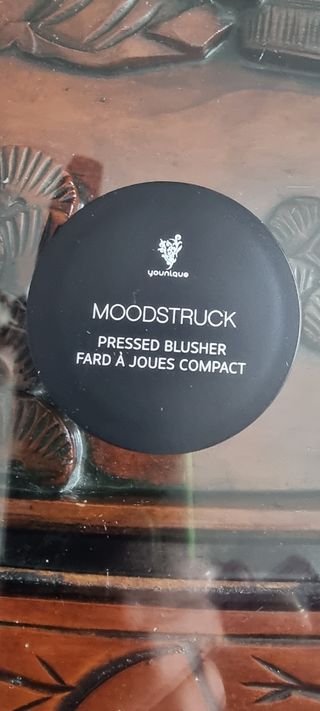 younique
MOODSTRUCK
PRESSED BLUSHER
FARD À JOUES COMPACT